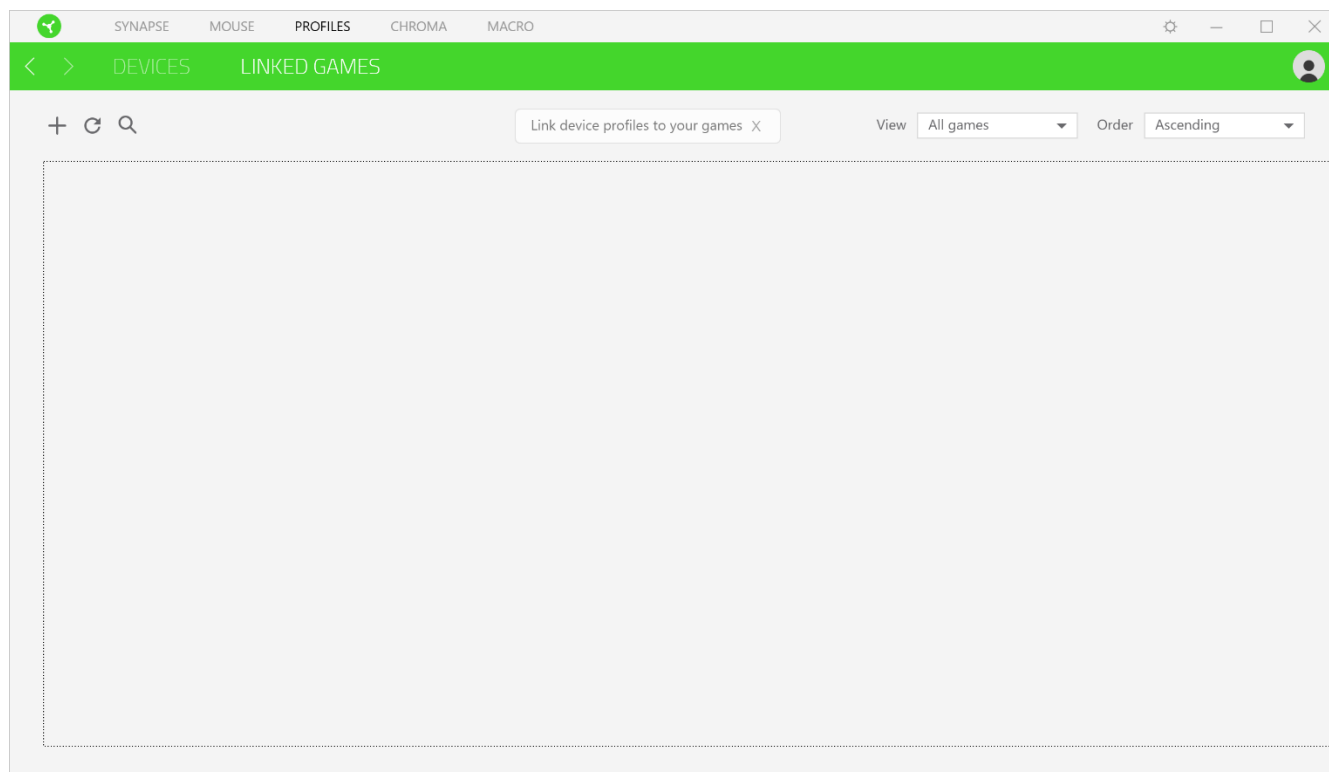 SYNAPSE MOUSE PROFILES CHROMA MACRO
DEVICES LINKED GAMES
Link device profiles to your games X View All games Order Ascending